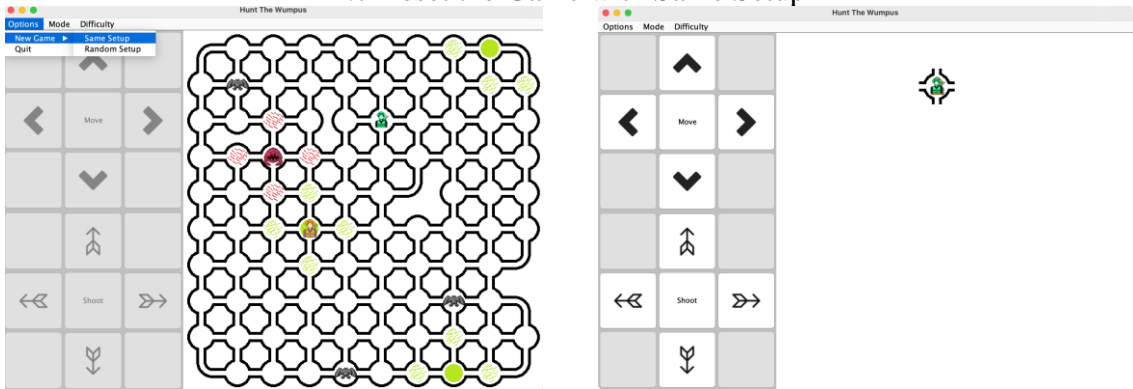 Hunt The Wumpus
Options Mode Difficulty
New Game Same Setup
Quit Random Setup
Move
Shoot
Hunt The Wumpus
Options Mode Difficulty
Move
Shoot